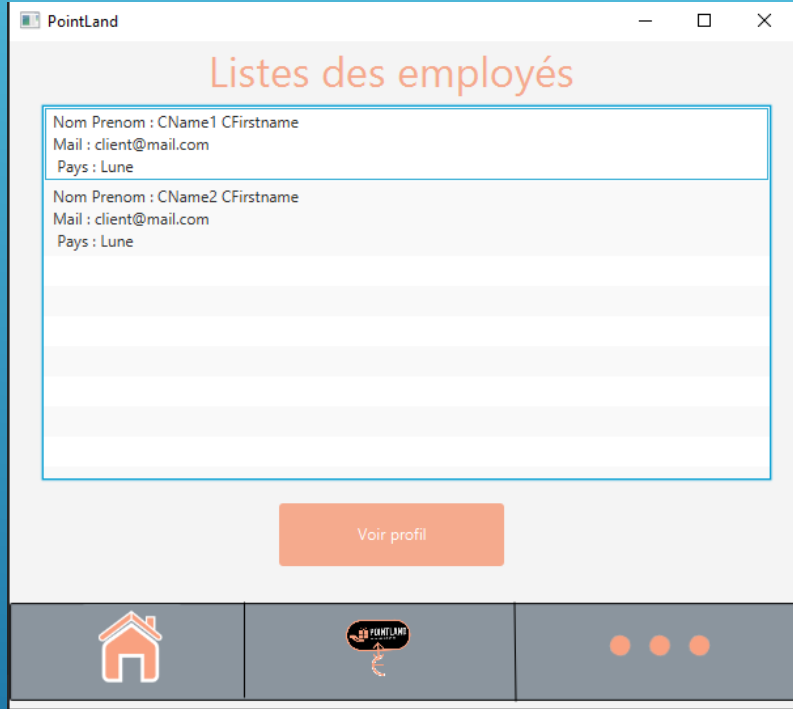 PointLand
Listes des employés
Nom Prenom : CName1 CFirstname
Mail : client@mail.com
Pays : Lune
Nom Prenom : CName2 CFirstname
Mail : client@mail.com
Pays : Lune
Voir profil
POINTLAND